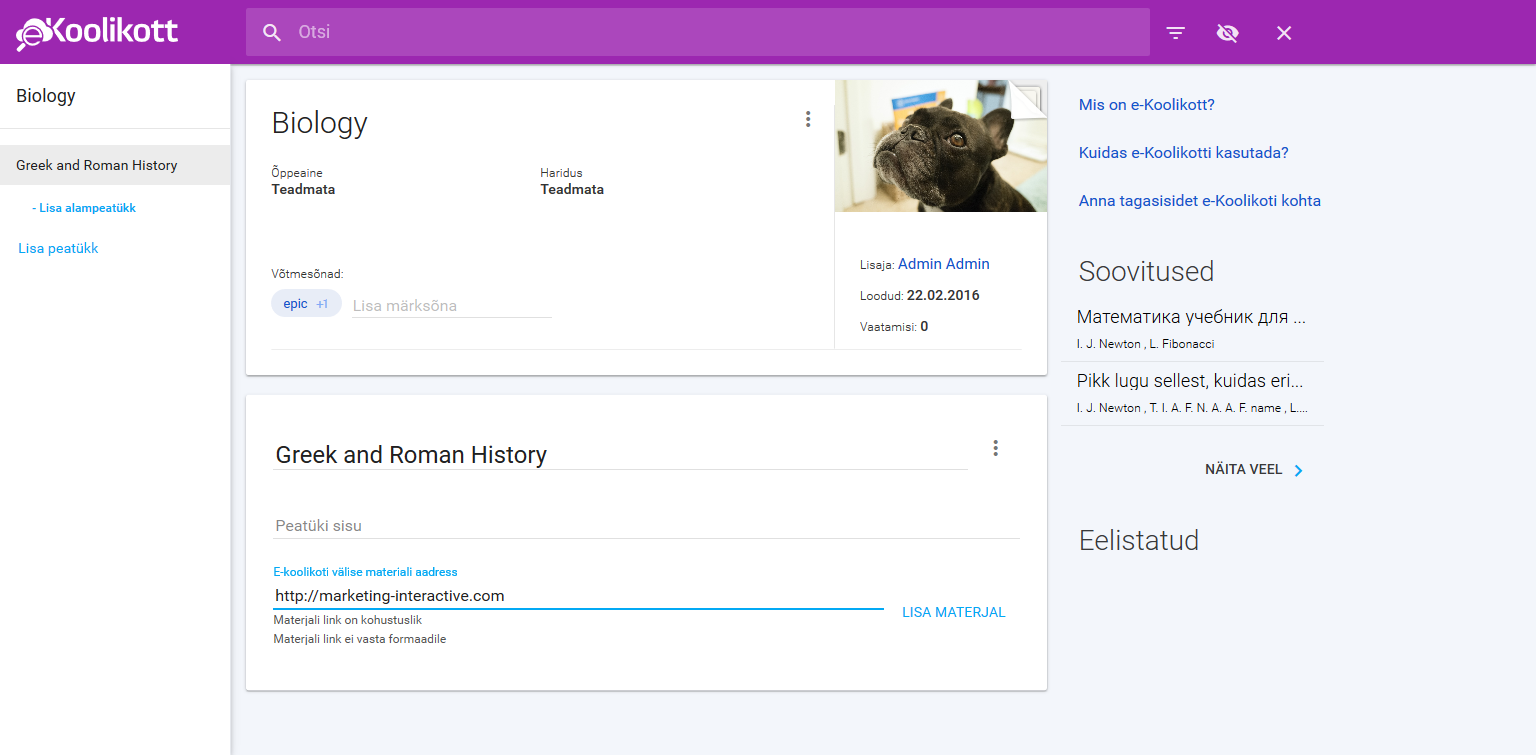 eKoolikott
Otsi
Biology
Greek and Roman History
- Lisa alampeatükk
Lisa peatükk
Biology
Õppeaine
Teadmata
Haridus
Teadmata
Võtmesõnad:
epic +1
Lisa märksõna
Lisaja: Admin Admin
Loodud: 22.02.2016
Vaatamisi: 0
Greek and Roman History
Peatüki sisu
E-koolikoti välise materiali aadress
http://marketing-interactive.com
LISA MATERJAL
Materjali link on kohustuslik
Materjali link ei vasta formaadile
Mis on e-Koolikott?
Kuidas e-Koolikotti kasutada?
Anna tagasisidet e-Koolikoti kohta
Soovitused
Математика учебник для ...
I. J. Newton , L. Fibonacci
Pikk lugu sellest, kuidas eri...
I. J. Newton , T. I. A. F. N. A. A. F. name , L....
NÄITA VEEL
Eelistatud